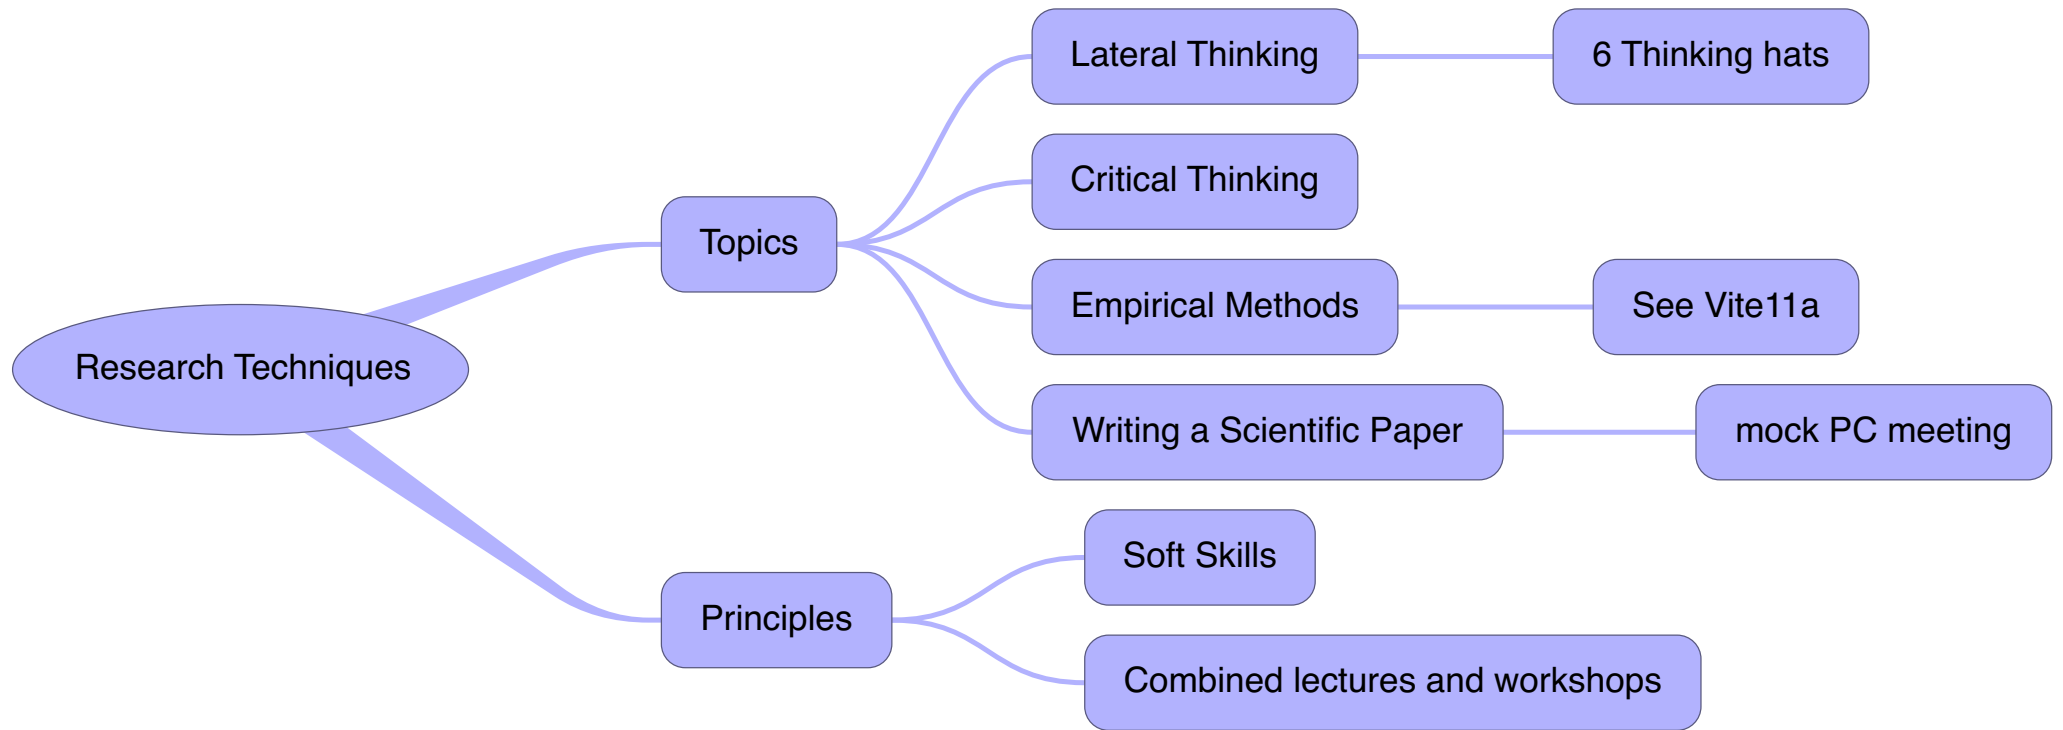 Research Techniques
Topics
Lateral Thinking
6 Thinking hats
Critical Thinking
Empirical Methods
See Vite11a
Writing a Scientific Paper
mock PC meeting
Principles
Soft Skills
Combined lectures and workshops